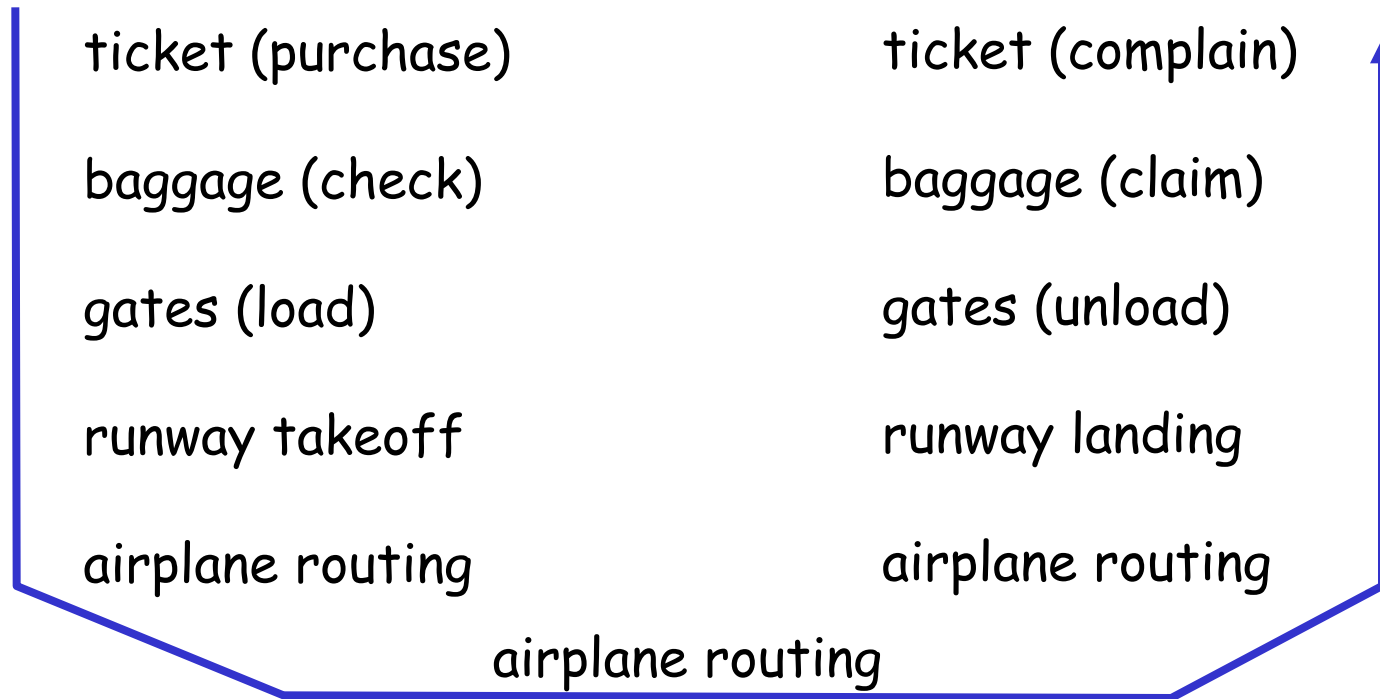 ticket (purchase)
baggage (check)
gates (load)
runway takeoff
airplane routing
ticket (complain)
baggage (claim)
gates (unload)
runway landing
airplane routing
airplane routing